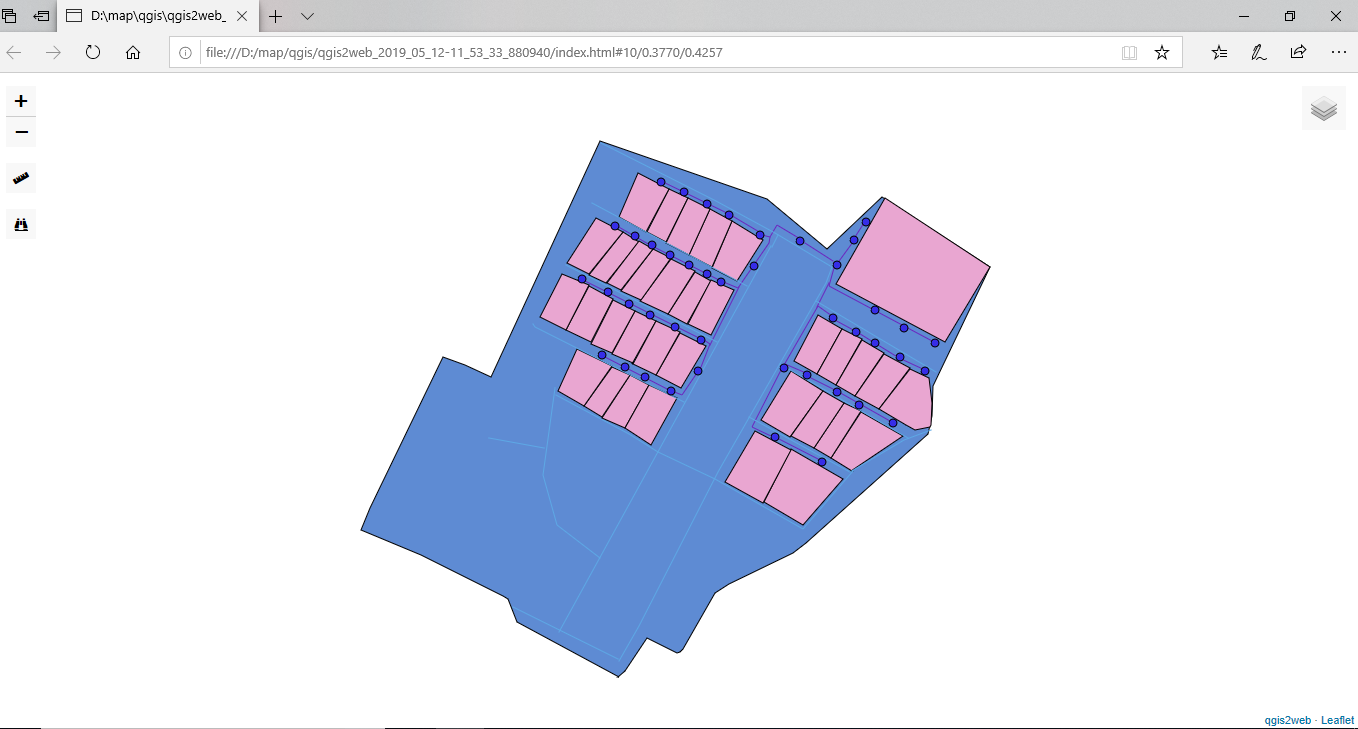 D:\map\qgis\qgis2web_
file:///D:/map/qgis/qgis2web_2019_05_12-11_53_33_880940/index.html#10/0.3770/0.4257
+
−
qgis2web · Leaflet